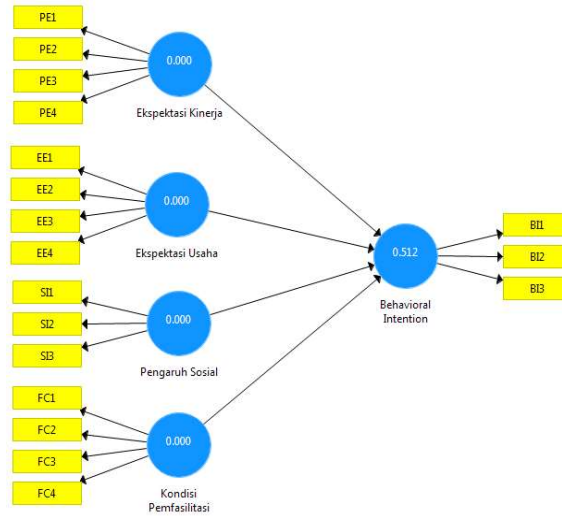 PE1
PE2
PE3
PE4
0.000
Ekspektasi Kinerja
EE1
EE2
EE3
EE4
0.000
Ekspektasi Usaha
SI1
SI2
SI3
0.000
Pengaruh Sosial
FC1
FC2
FC3
FC4
0.000
Kondisi
Pemfasilitasi
0.512
Behavioral
Intention
BI1
BI2
BI3